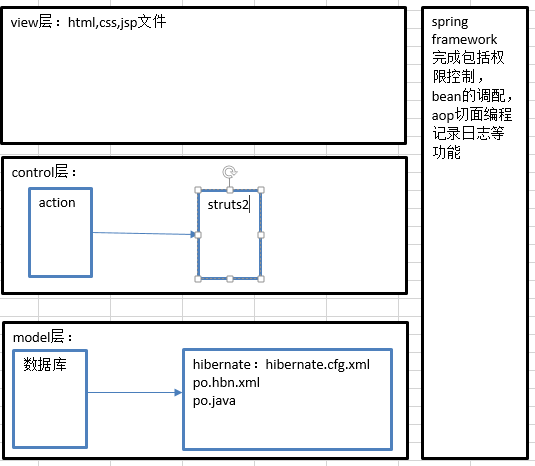 view层：html,css,jsp文件
spring
framework
完成包括权
限控制，
bean的调配，
aop切面编程
记录日志等
功能
control层：
action
struts2
model层：
数据库
hibernate：hibernate.cfg.xml
po.hbn.xml
po.java